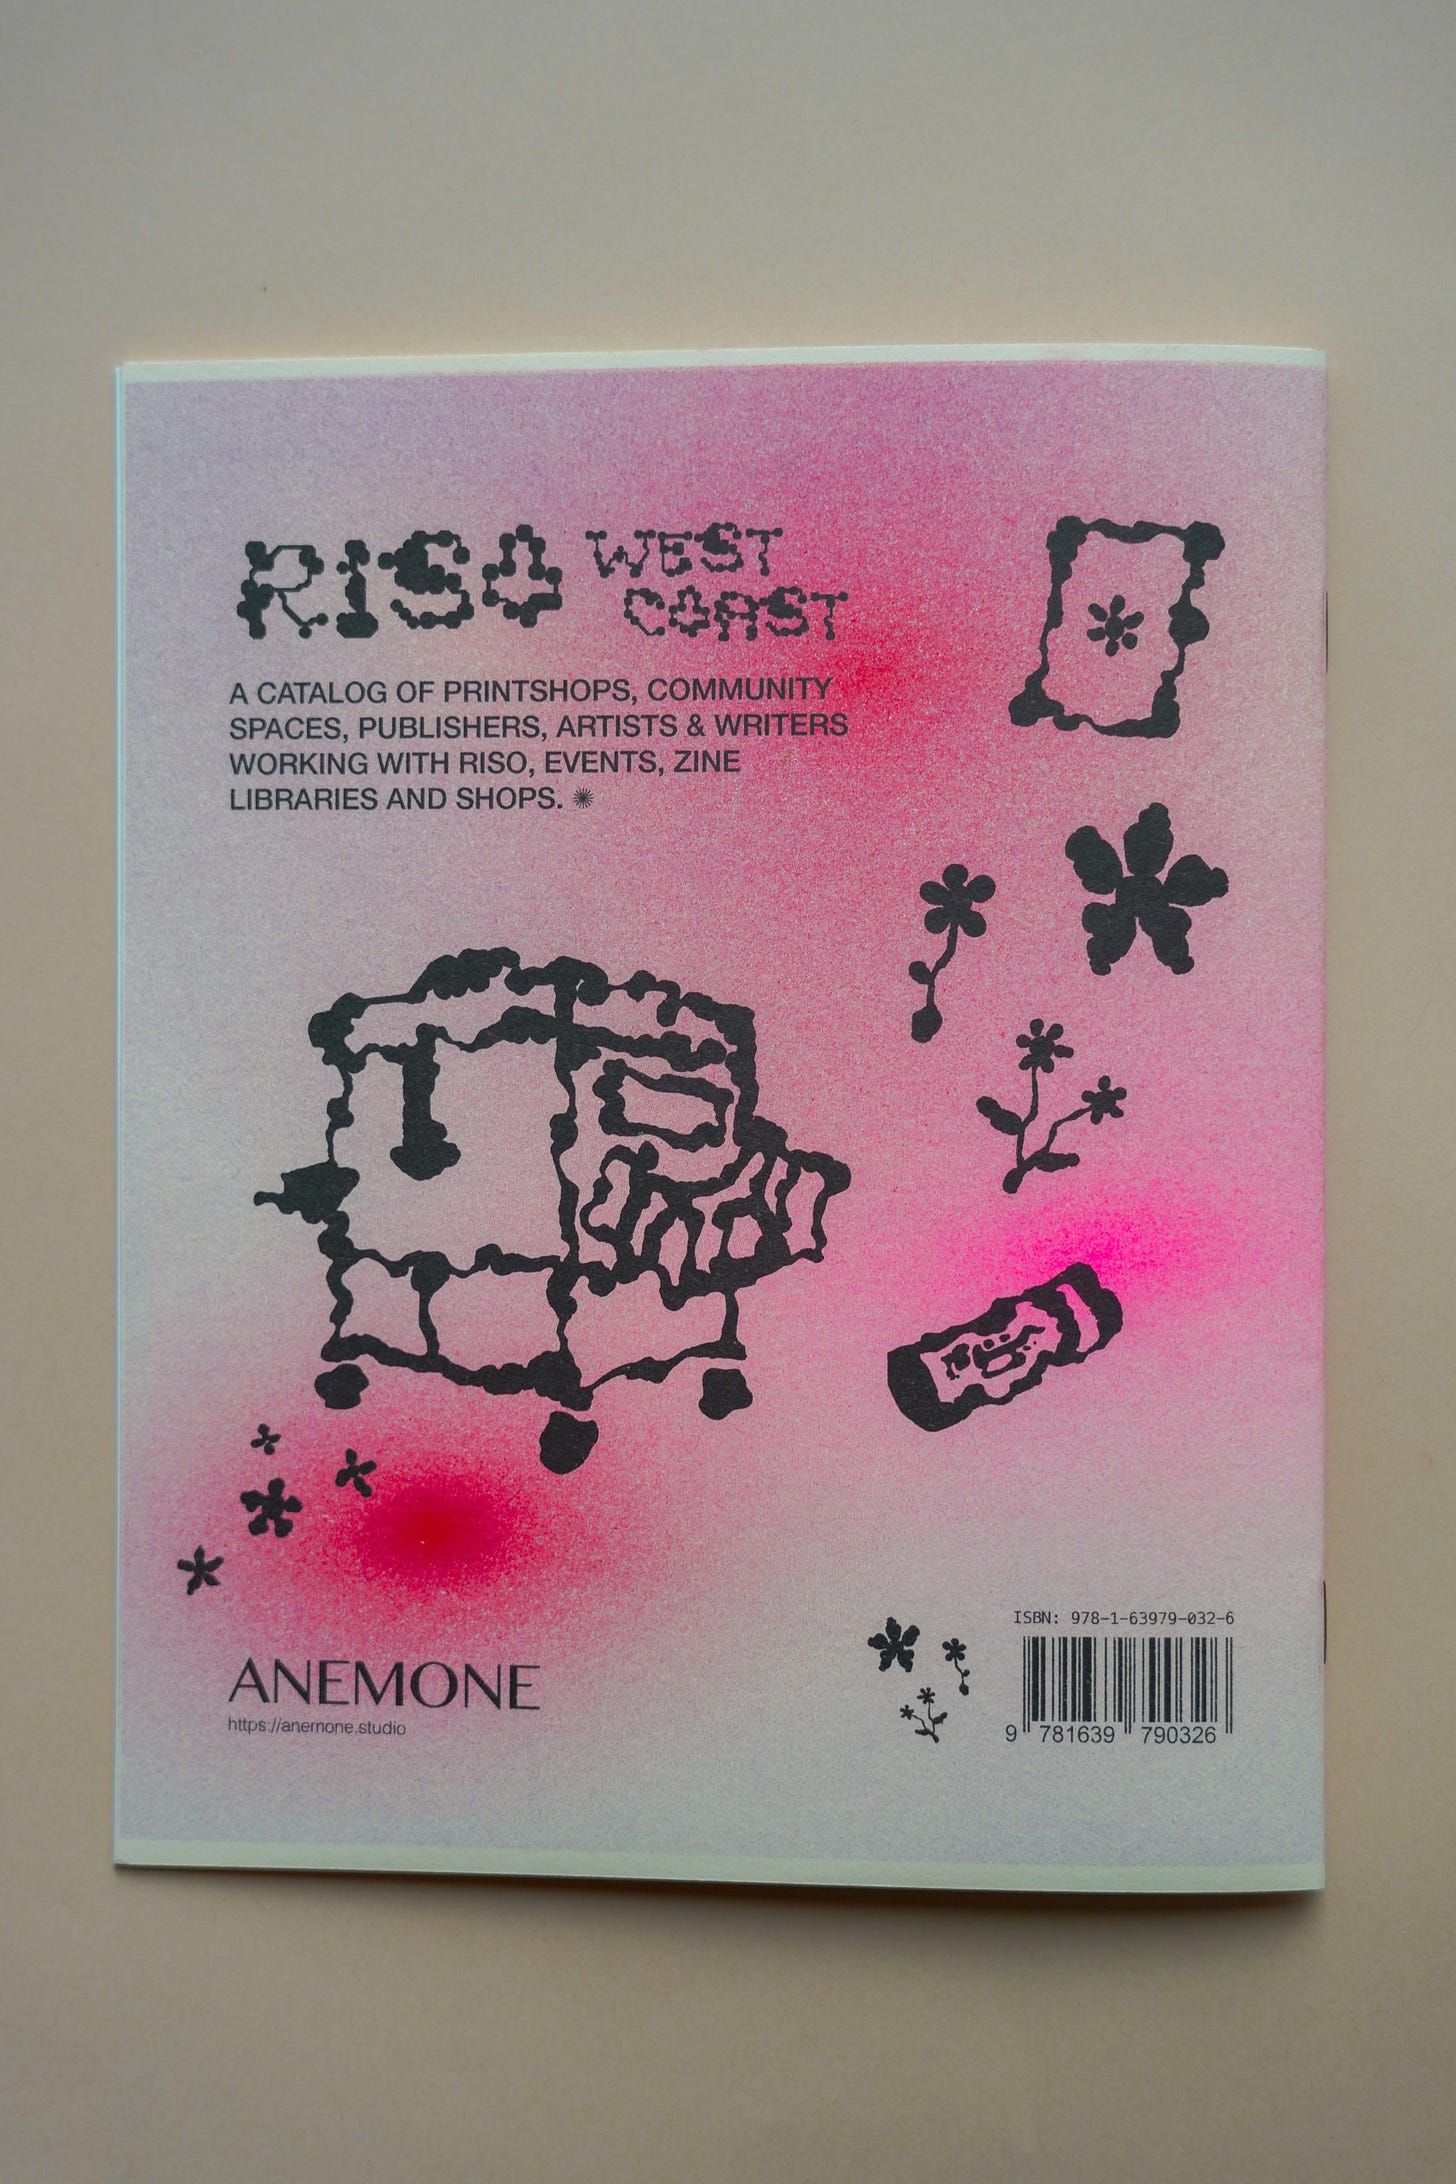 RISO WEST
COAST
A CATALOG OF PRINTSHOPS, COMMUNITY
SPACES, PUBLISHERS, ARTISTS & WRITERS
WORKING WITH RISO, EVENTS, ZINE
LIBRARIES AND SHOPS.
ANEMONE
https://anemone.studio
ISBN: 978-1-63979-032-6
9 781639 790326